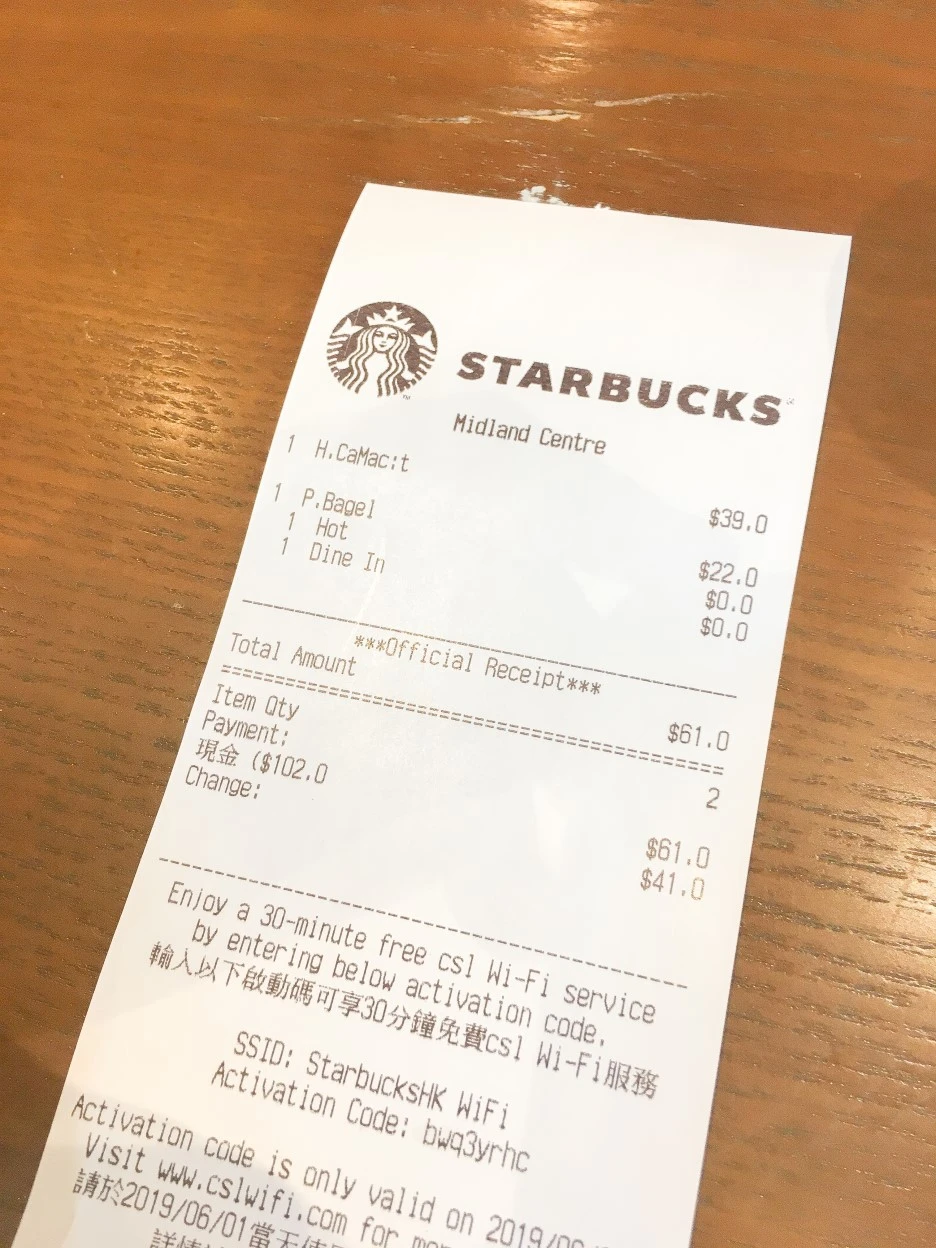 STARBUCKS
Midland Centre
1 H.CaMac:t
$39.0
1 P.Bagel
$22.0
1 Hot
$0.0
1 Dine In
$0.0
***Official Receipt***
Total Amount $61.0
Item Qty 2
Payment:
現金 ($102.0 $61.0
Change: $41.0
Enjoy a 30-minute free csl Wi-Fi service
by entering below activation code.
輸入以下啟動碼可享30分鐘免費csl Wi-Fi服務
SSID: StarbucksHK WiFi
Activation Code: bwq3yrhc
Activation code is only valid on 2019/06/
Visit www.cslwifi.com for
請於2019/06/01當天使
詳情